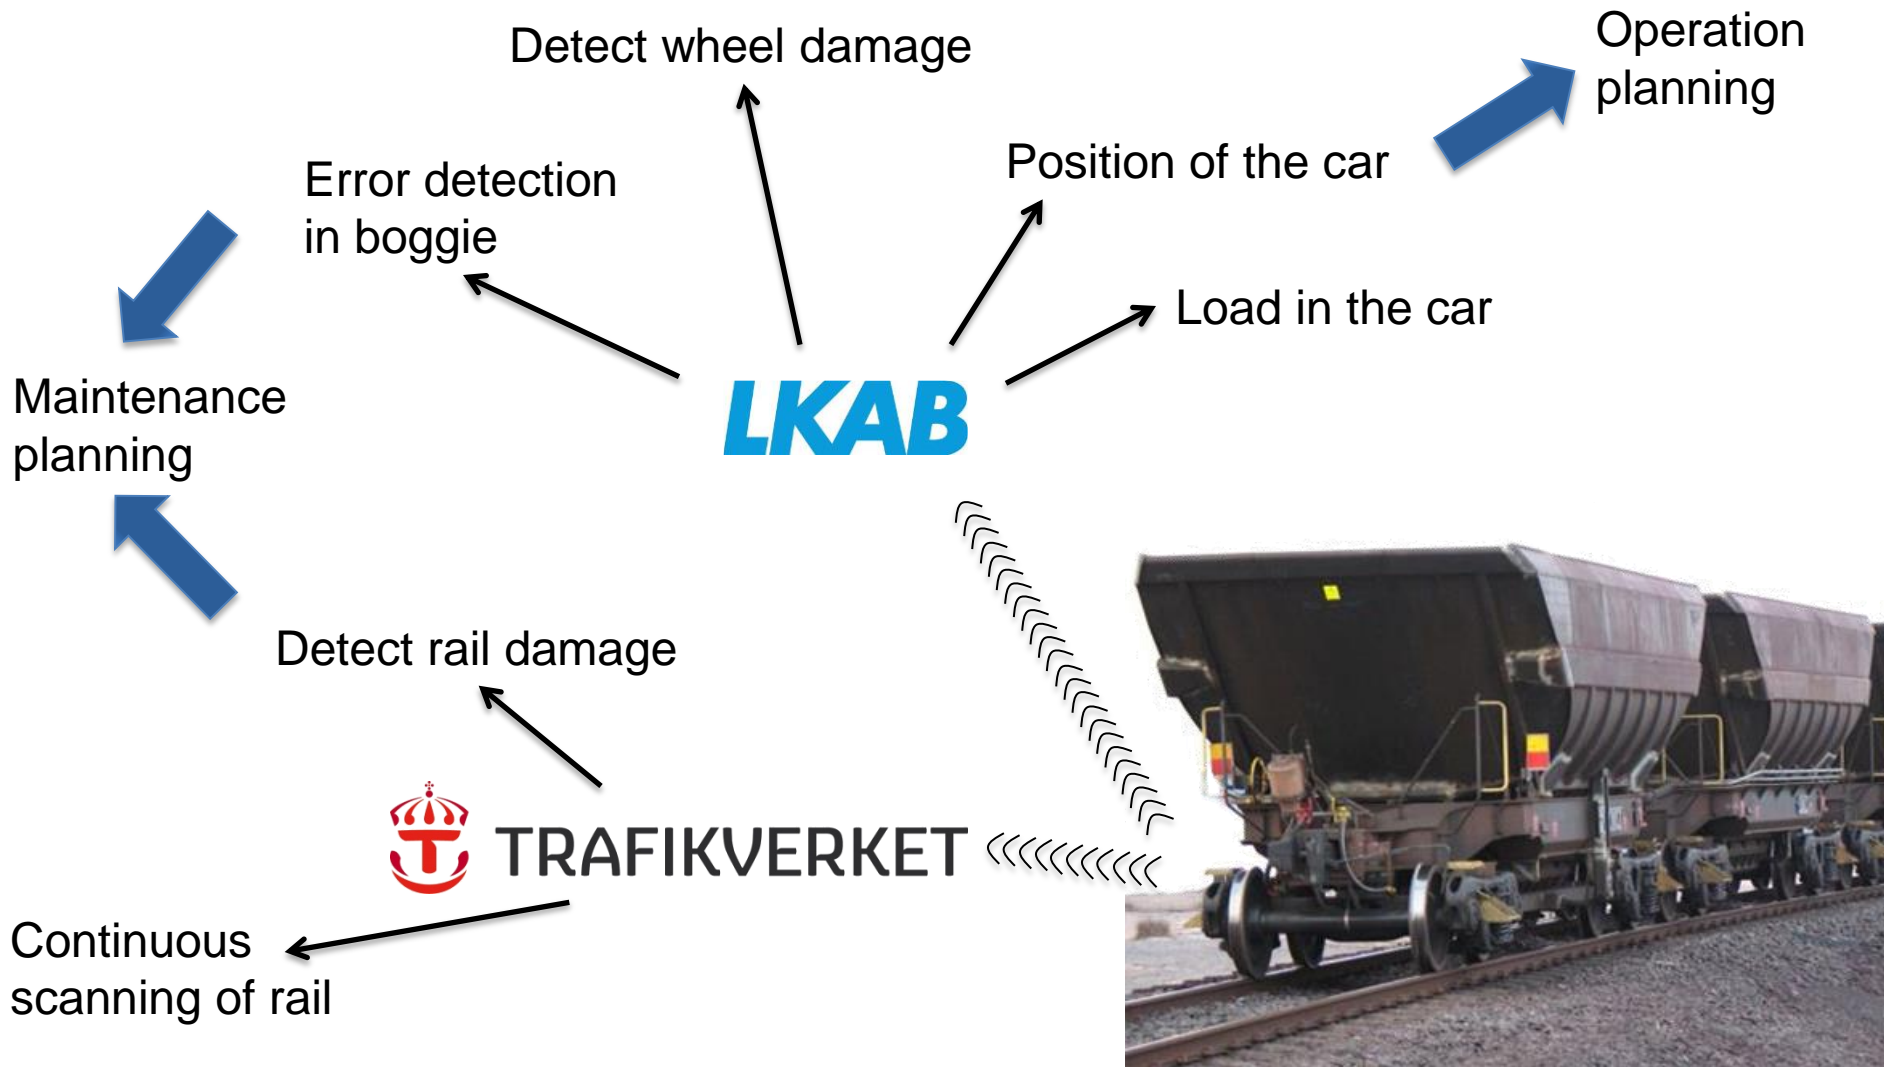 Detect wheel damage
Operation
planning
Position of the car
Error detection
in boggie
Load in the car
LKAB
Maintenance
planning
Detect rail damage
TRAFIKVERKET
Continuous
scanning of rail